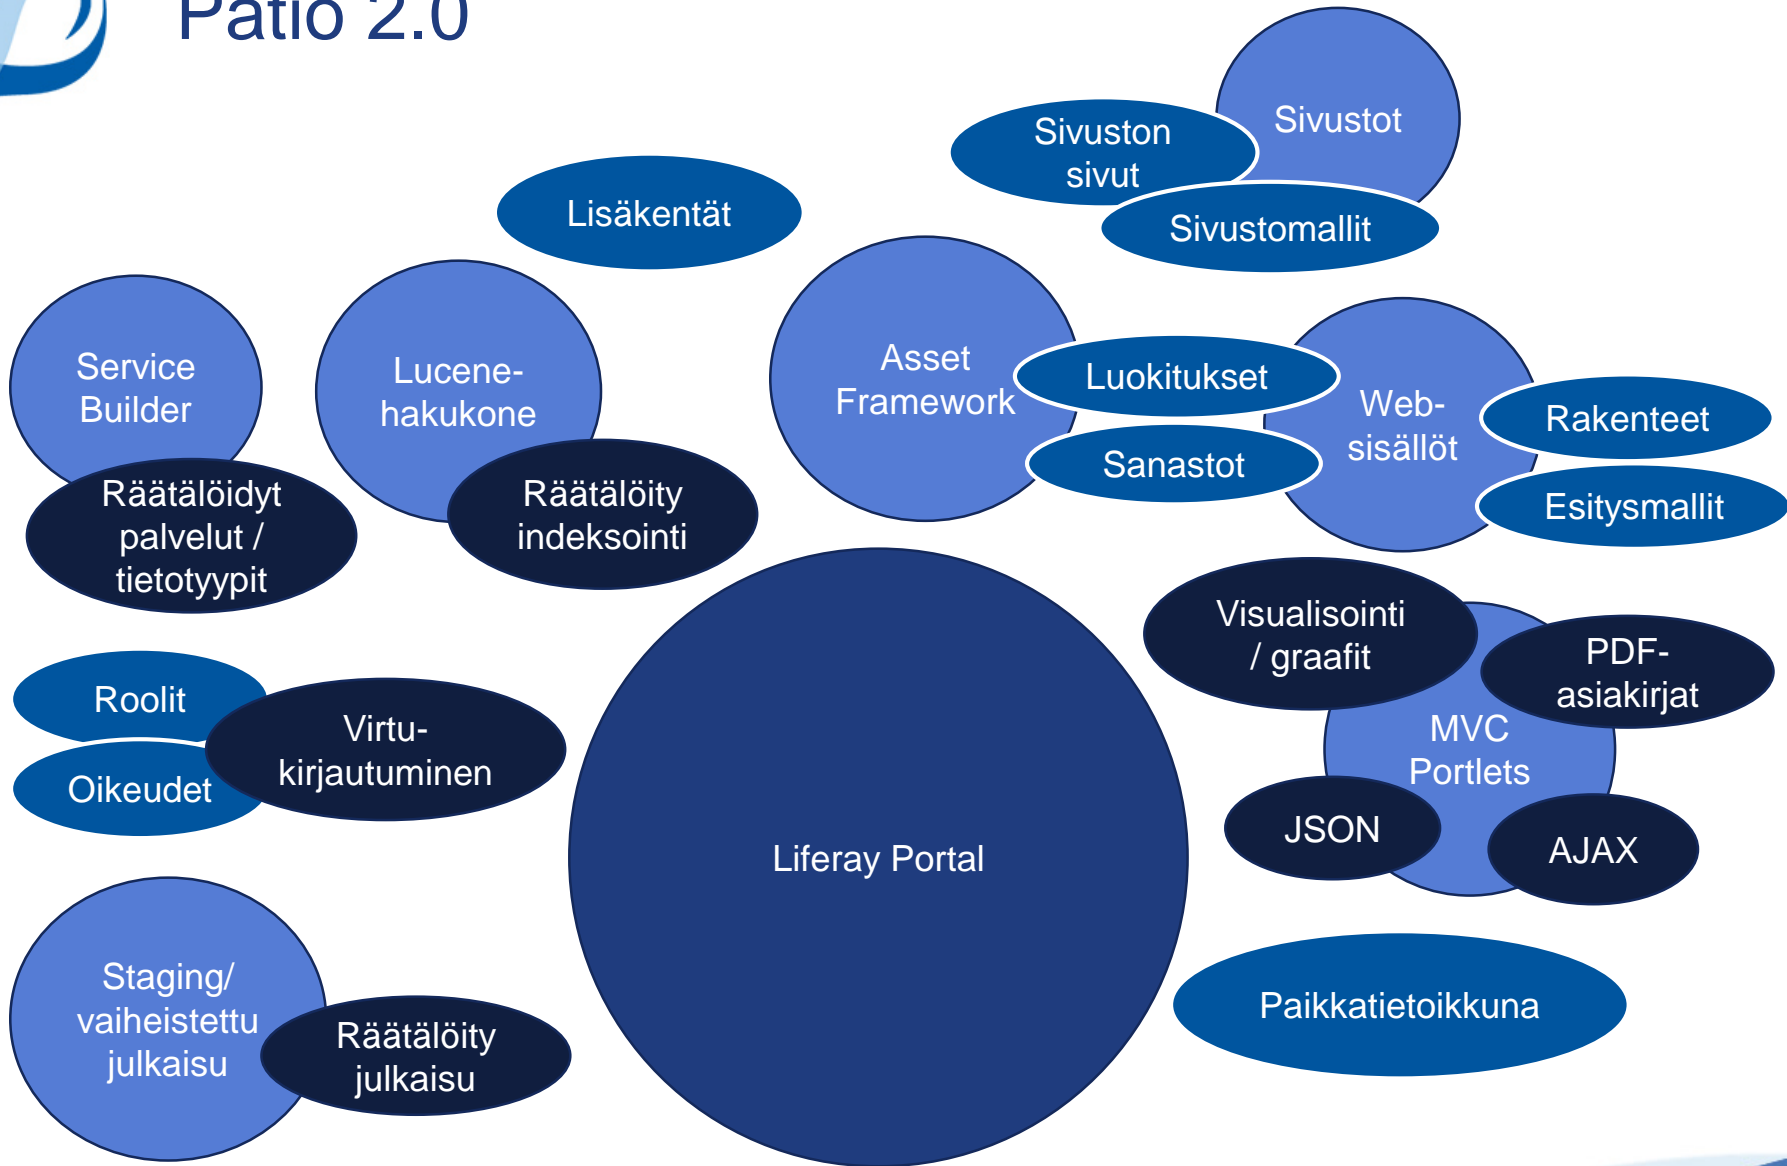 Patio 2.0
Sivustot
Sivuston
sivut
Sivustomallit
Lisäkentät
Service
Builder
Räätälöidyt
palvelut /
tietotyypit
Lucene-
hakukone
Räätälöity
indeksointi
Asset
Framework
Luokitukset
Sanastot
Web-
sisällöt
Rakenteet
Esitysmallit
Visualisointi
/ graafit
PDF-
asiakirjat
MVC
Portlets
JSON
AJAX
Roolit
Oikeudet
Virtu-
kirjautuminen
Liferay Portal
Staging/
vaiheistettu
julkaisu
Räätälöity
julkaisu
Paikkatietoikkuna